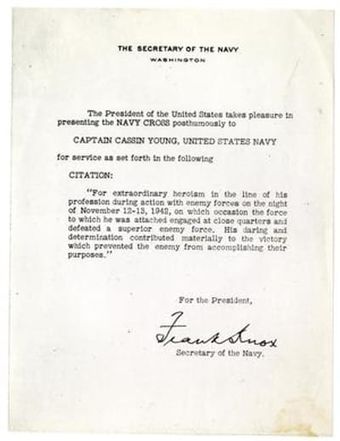 THE SECRETARY OF THE NAVY
WASHINGTON
The President of the United States takes pleasure in
presenting the NAVY CROSS posthumously to
CAPTAIN CASSIN YOUNG, UNITED STATES NAVY
for service as set forth in the following
CITATION:
"For extraordinary heroism in the line of his
profession during action with enemy forces on the night
of November 12-13, 1942, on which occasion the force
to which he was attached engaged at close quarters and
defeated a superior enemy force. His daring and
determination contributed materially to the victory
which prevented the enemy from accomplishing their
purposes."
For the President,
Frank Knox
Secretary of the Navy.